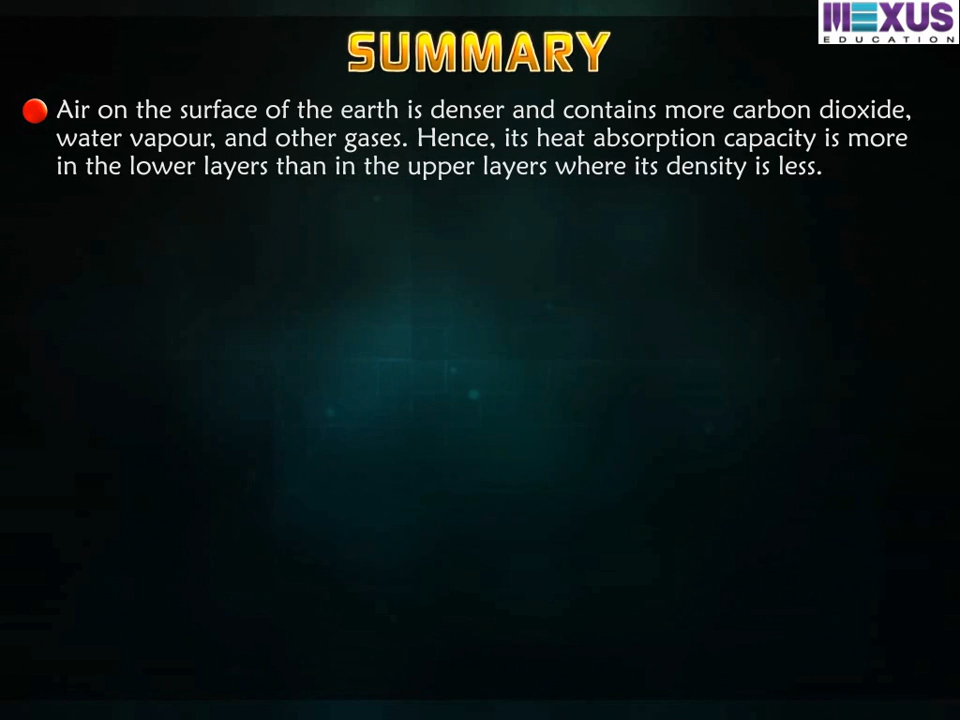 MEXUS
EDUCATION
SUMMARY
Air on the surface of the earth is denser and contains more carbon dioxide,
water vapour, and other gases. Hence, its heat absorption capacity is more
in the lower layers than in the upper layers where its density is less.